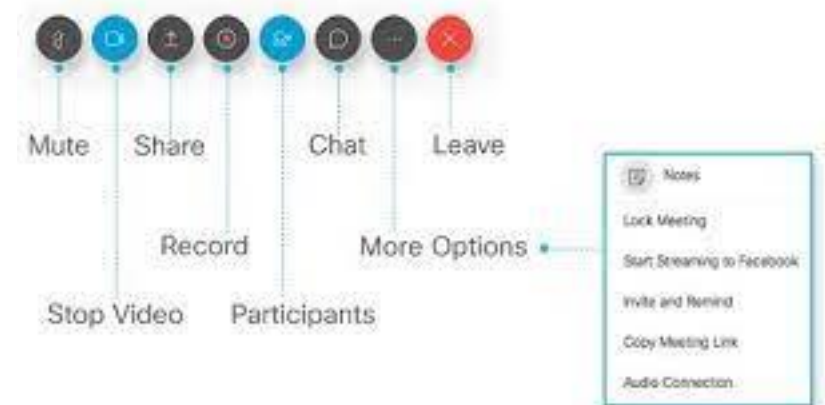 Mute
Share
Chat
Leave
Record
More Options
Stop Video
Participants
Notes
Lock Meeting
Start Streaming to Facebook
Invite and Remind
Copy Meeting Link
Audio Connection